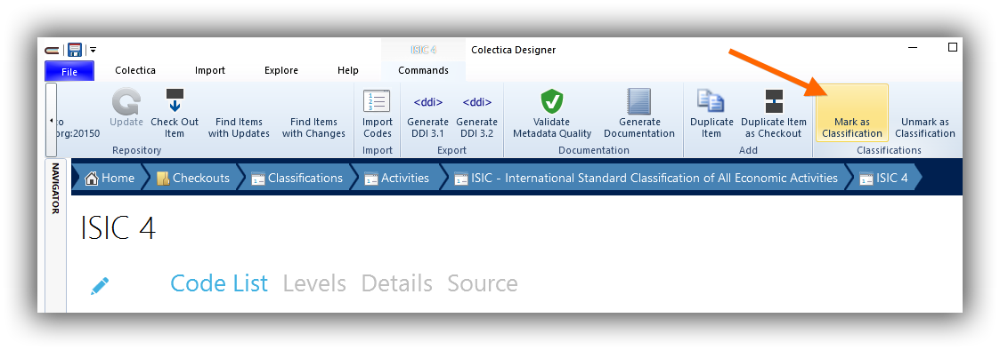 ISIC 4 Colectica Designer
File Colectica Import Explore Help Commands
to
org:20150
Update
Check Out
Item
Find Items
with Updates
Find Items
with Changes
Repository
Import
Codes
Import
<ddi>
Generate
DDI 3.1
<ddi>
Generate
DDI 3.2
Export
Validate
Metadata Quality
Generate
Documentation
Documentation
Duplicate
Item
Duplicate Item
as Checkout
Add
Mark as
Classification
Unmark as
Classification
Classifications
NAVIGATOR
Home Checkouts Classifications Activities ISIC - International Standard Classification of All Economic Activities ISIC 4
ISIC 4
Code List Levels Details Source